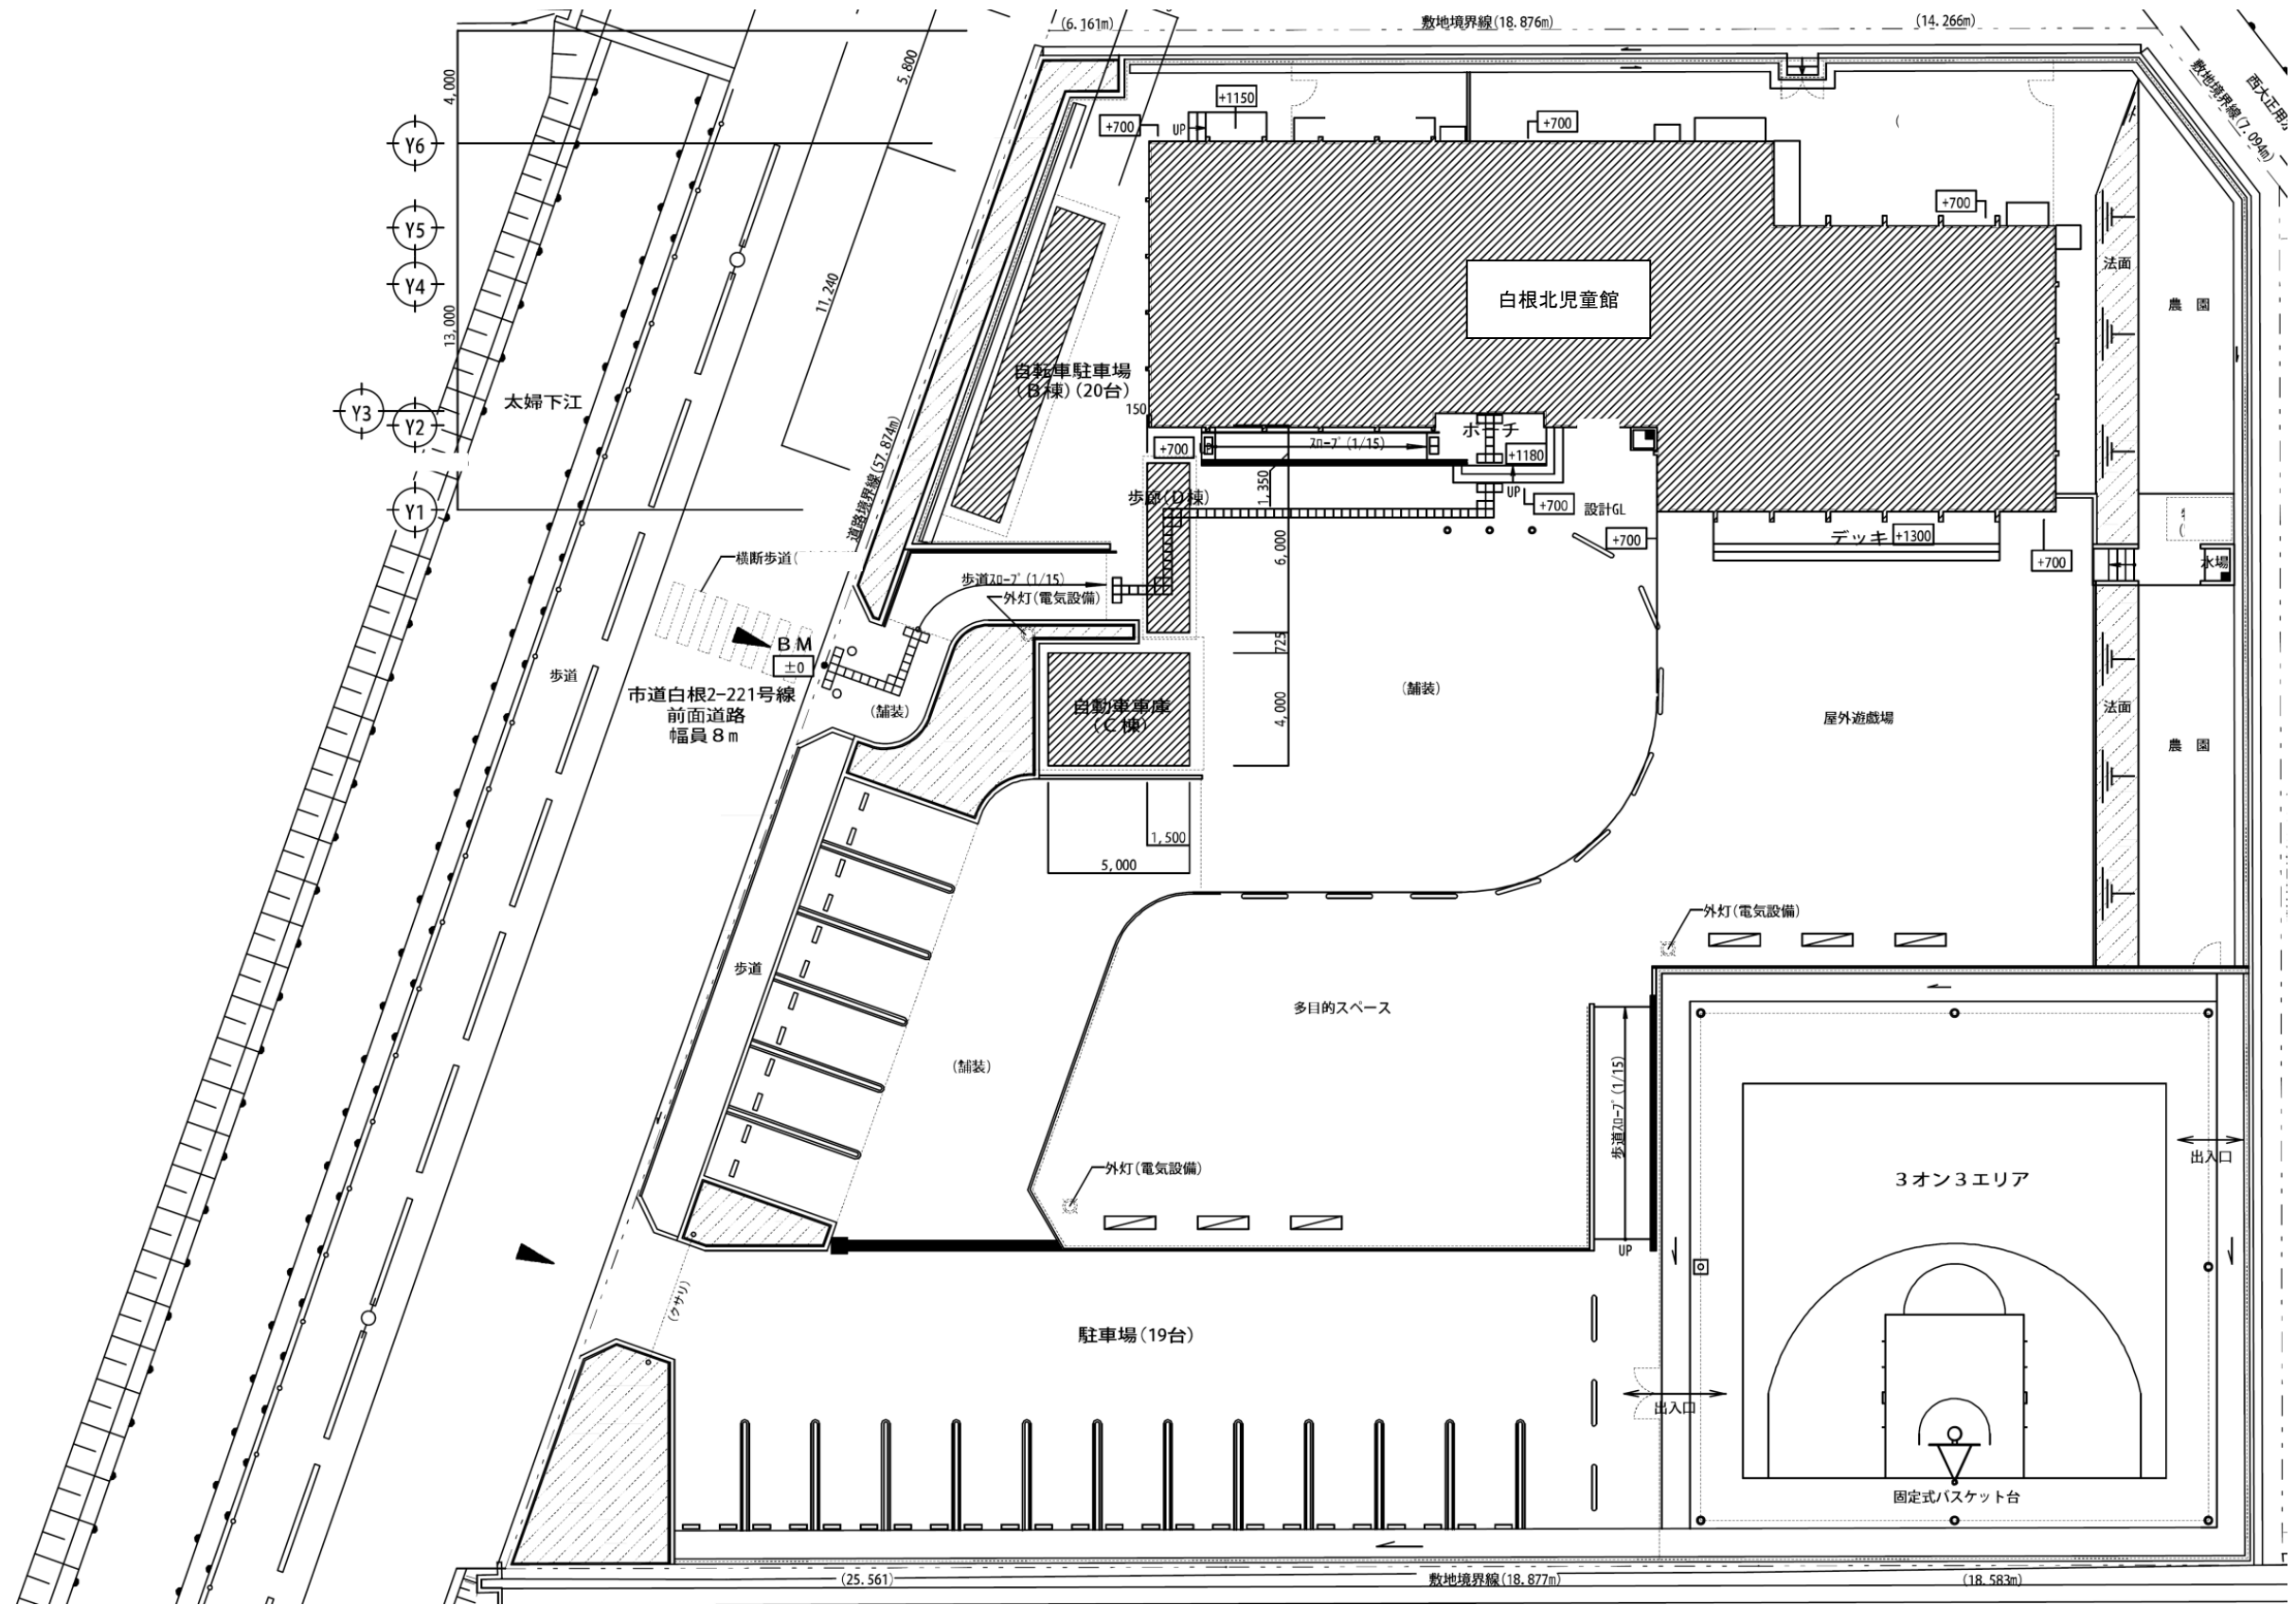 (6.161m)
敷地境界線(18.876m)
(14.266m)
敷地境界線(7.094m)
4,000
5,800
+1150
+700
UP
+700
Y6
Y5
+700
Y4
法面
農 園
11,240
白根北児童館
13,000
自転車駐車場
(B棟)(20台)
太婦下江
Y3
Y2
150
道路境界線(57.874m)
ポーチ
+700
ｽﾛｰﾌﾟ(1/15)
+1180
1,350
歩廊(D棟)
UP
+700
設計GL
Y1
+700
デッキ
+1300
6,000
+700
水場
横断歩道(
歩道ｽﾛｰﾌﾟ(1/15)
外灯(電気設備)
BM
±0
725
歩道
市道白根2-221号線
前面道路
幅員8m
(舗装)
自動車車庫
(C棟)
4,000
(舗装)
屋外遊戯場
法面
農 園
1,500
5,000
外灯(電気設備)
歩道
多目的スペース
(舗装)
歩道ｽﾛｰﾌﾟ(1/15)
外灯(電気設備)
出入口
3オン3エリア
UP
(クサリ)
駐車場(19台)
出入口
固定式バスケット台
(25.561)
敷地境界線(18.877m)
(18.583m)